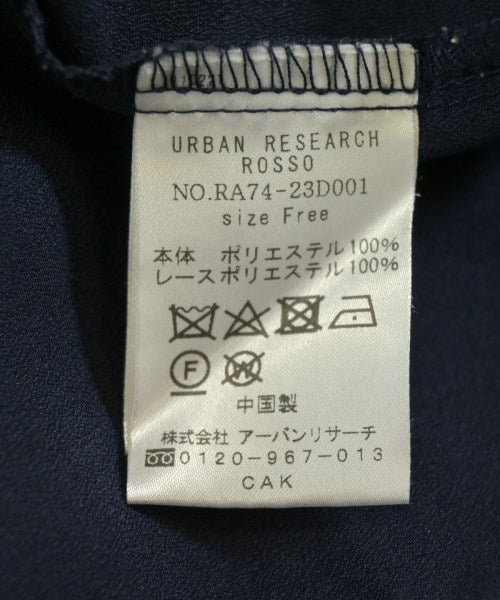 URBAN RESEARCH
ROSSO
NO.RA74-23D001
size Free
本体 ポリエステル100%
レースポリエステル100%
F W
中国製
株式会社 アーバンリサーチ
0120-967-013
CAK